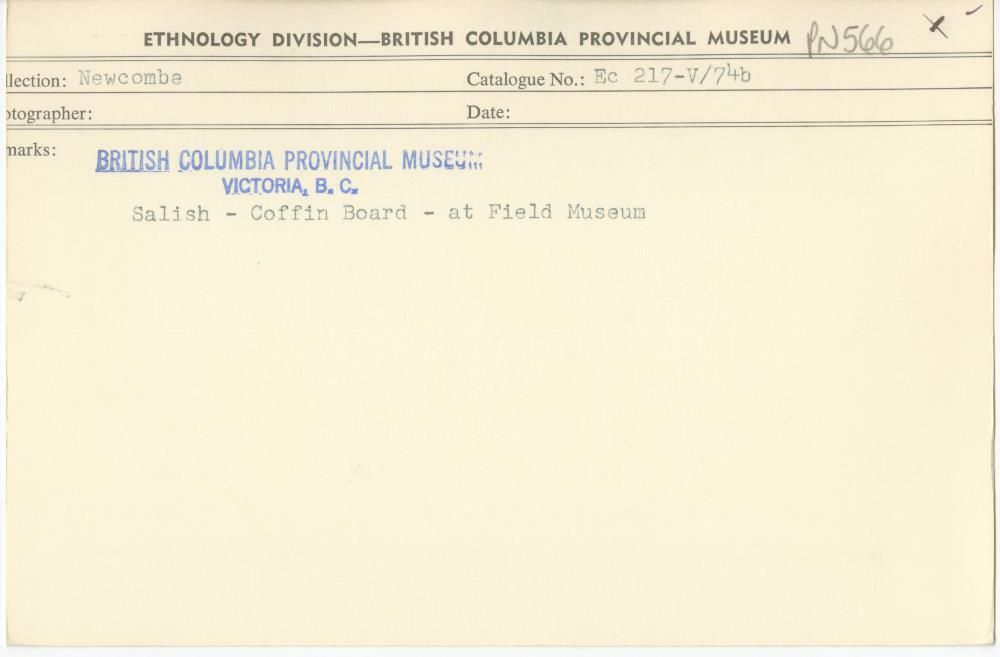 ETHNOLOGY DIVISION—BRITISH COLUMBIA PROVINCIAL MUSEUM PN566
llection: Newcombe Catalogue No.: Ec 217-V/74b
otographer: Date:
marks:
BRITISH COLUMBIA PROVINCIAL MUSEUM
VICTORIA, B. C.
Salish - Coffin Board - at Field Museum